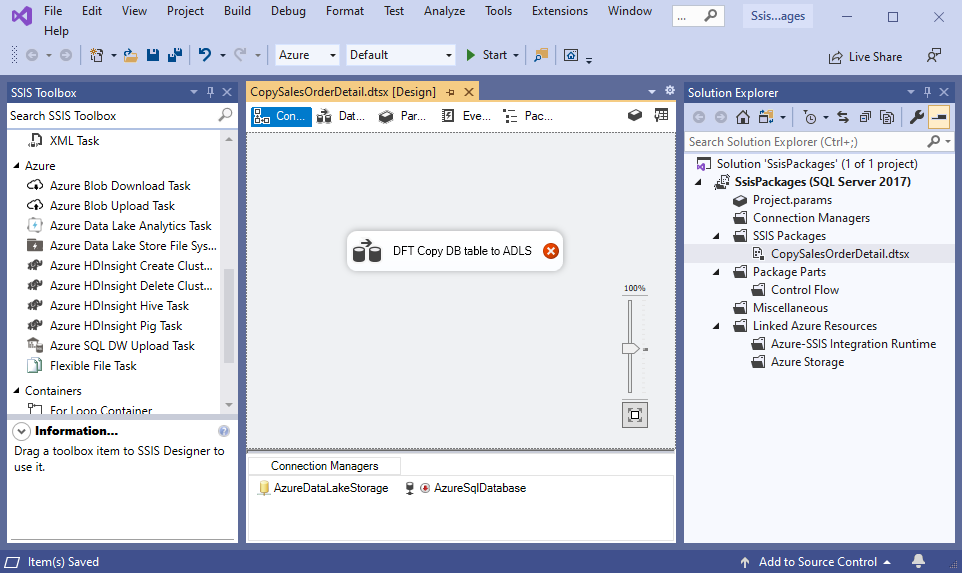 File Edit View Project Build Debug Format Test Analyze Tools Extensions Window ... Ssis...ages
Help
Azure Default Start Live Share
SSIS Toolbox
Search SSIS Toolbox
XML Task
Azure
Azure Blob Download Task
Azure Blob Upload Task
Azure Data Lake Analytics Task
Azure Data Lake Store File Sys...
Azure HDInsight Create Clust...
Azure HDInsight Delete Clust...
Azure HDInsight Hive Task
Azure HDInsight Pig Task
Azure SQL DW Upload Task
Flexible File Task
Containers
For Loop Container
Information...
Drag a toolbox item to SSIS Designer to
use it.
CopySalesOrderDetail.dtsx [Design]
Con... Dat... Par... Eve... Pac...
DFT Copy DB table to ADLS
100%
Connection Managers
AzureDataLakeStorage AzureSqlDatabase
Solution Explorer
Search Solution Explorer (Ctrl+;)
Solution 'SsisPackages' (1 of 1 project)
SsisPackages (SQL Server 2017)
Project.params
Connection Managers
SSIS Packages
CopySalesOrderDetail.dtsx
Package Parts
Control Flow
Miscellaneous
Linked Azure Resources
Azure-SSIS Integration Runtime
Azure Storage
Item(s) Saved Add to Source Control